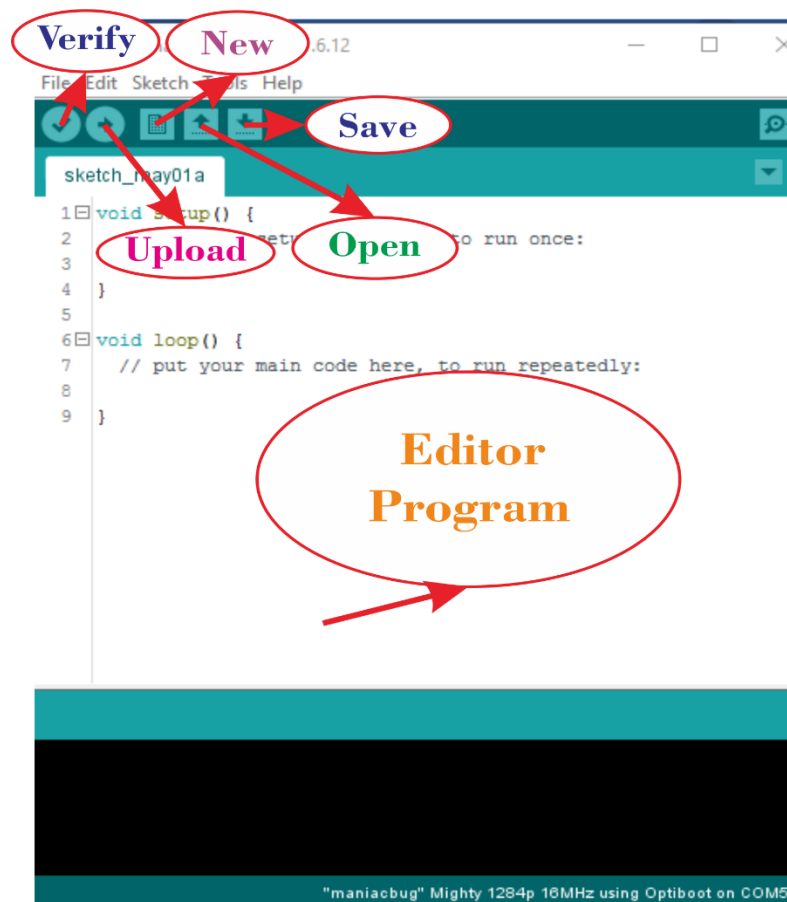 Verify New .6.12
File Edit Sketch Tools Help
Save
sketch_may01a
1 void setup() {
2 Upload setu Open to run once:
3
4 }
5
6 void loop() {
7 // put your main code here, to run repeatedly:
8
9 }
Editor
Program
"maniacbug" Mighty 1284p 16MHz using Optiboot on COM5